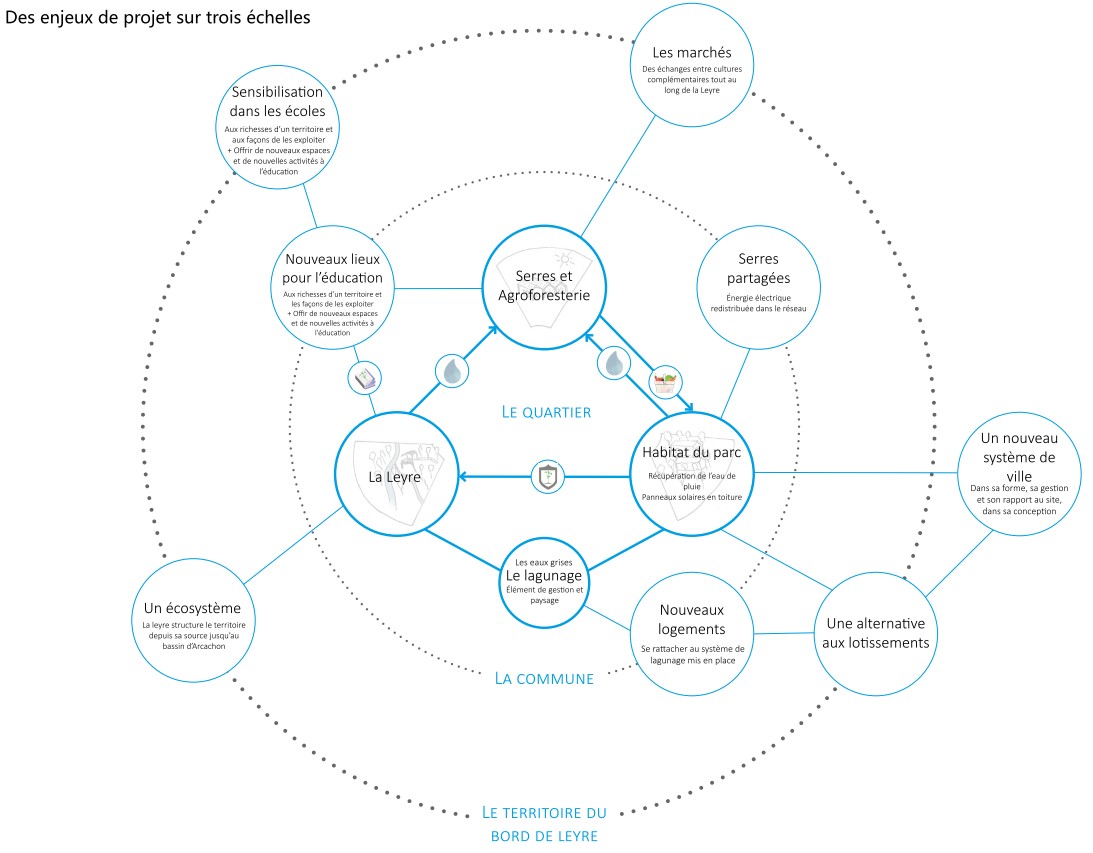 Des enjeux de projet sur trois échelles
Les marchés
Des échanges entre cultures
complémentaires tout au
long de la Leyre
Sensibilisation
dans les écoles
Aux richesses d'un territoire et
aux façons de les exploiter
+ Offrir de nouveaux espaces
et de nouvelles activités à
l'éducation
Nouveaux lieux
pour l'éducation
Aux richesses d'un territoire et
les façons de les exploiter
+ Offir de nouveaux espaces
et de nouvelles activités à
l'éducation
Serres et
Agroforesterie
Serres
partagées
Énergie électrique
redistribuée dans le réseau
LE QUARTIER
La Leyre
Habitat du parc
Récupération de l'eau de
pluie
Panneaux solaires en toiture
Un nouveau
système de
ville
Dans sa forme, sa gestion
et son rapport au site,
dans sa conception
Les eaux grises
Le lagunage
Élément de gestion et
paysage
Un écosystème
La leyre structure le territoire
depuis sa source jusqu'au
bassin d'Arcachon
Nouveaux
logements
Se rattacher au système de
lagunage mis en place
Une alternative
aux lotissements
LA COMMUNE
LE TERRITOIRE DU
BORD DE LEYRE